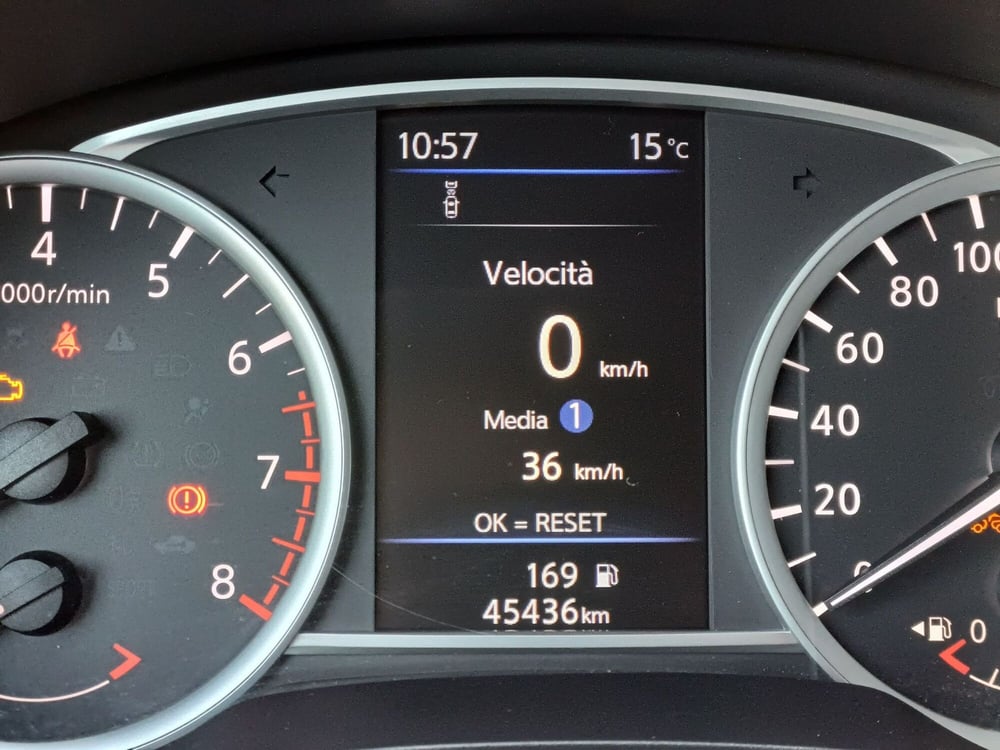 10:57 15°C
Velocità
0 km/h
Media 1
36 km/h
OK = RESET
169
45436km
4
5
6
7
8
000r/min
100
80
60
40
20
0